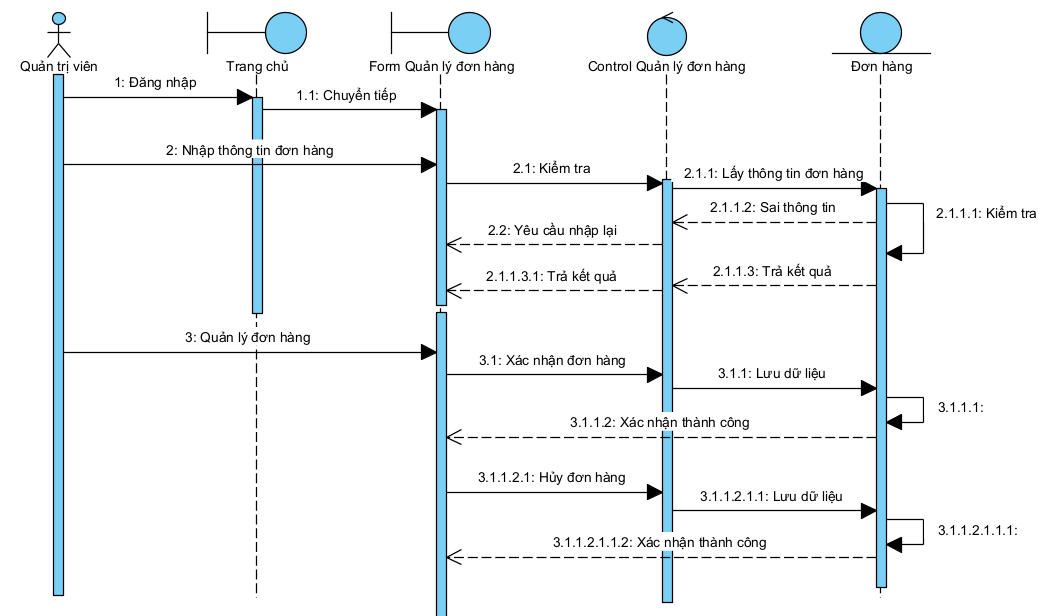 Quản trị viên
Trang chủ
Form Quản lý đơn hàng
Control Quản lý đơn hàng
Đơn hàng
1: Đăng nhập
1.1: Chuyển tiếp
2: Nhập thông tin đơn hàng
2.1: Kiểm tra
2.1.1: Lấy thông tin đơn hàng
2.1.1.2: Sai thông tin
2.1.1.1: Kiểm tra
2.2: Yêu cầu nhập lại
2.1.1.3: Trả kết quả
2.1.1.3.1: Trả kết quả
3: Quản lý đơn hàng
3.1: Xác nhận đơn hàng
3.1.1: Lưu dữ liệu
3.1.1.1:
3.1.1.2: Xác nhận thành công
3.1.1.2.1: Hủy đơn hàng
3.1.1.2.1.1: Lưu dữ liệu
3.1.1.2.1.1.1:
3.1.1.2.1.1.2: Xác nhận thành công